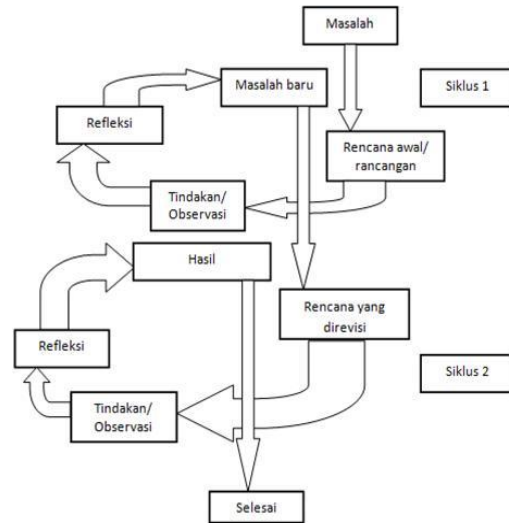 Masalah
Masalah baru
Siklus 1
Refleksi
Rencana awal/
rancangan
Tindakan/
Observasi
Hasil
Rencana yang
direvisi
Refleksi
Siklus 2
Tindakan/
Observasi
Selesai